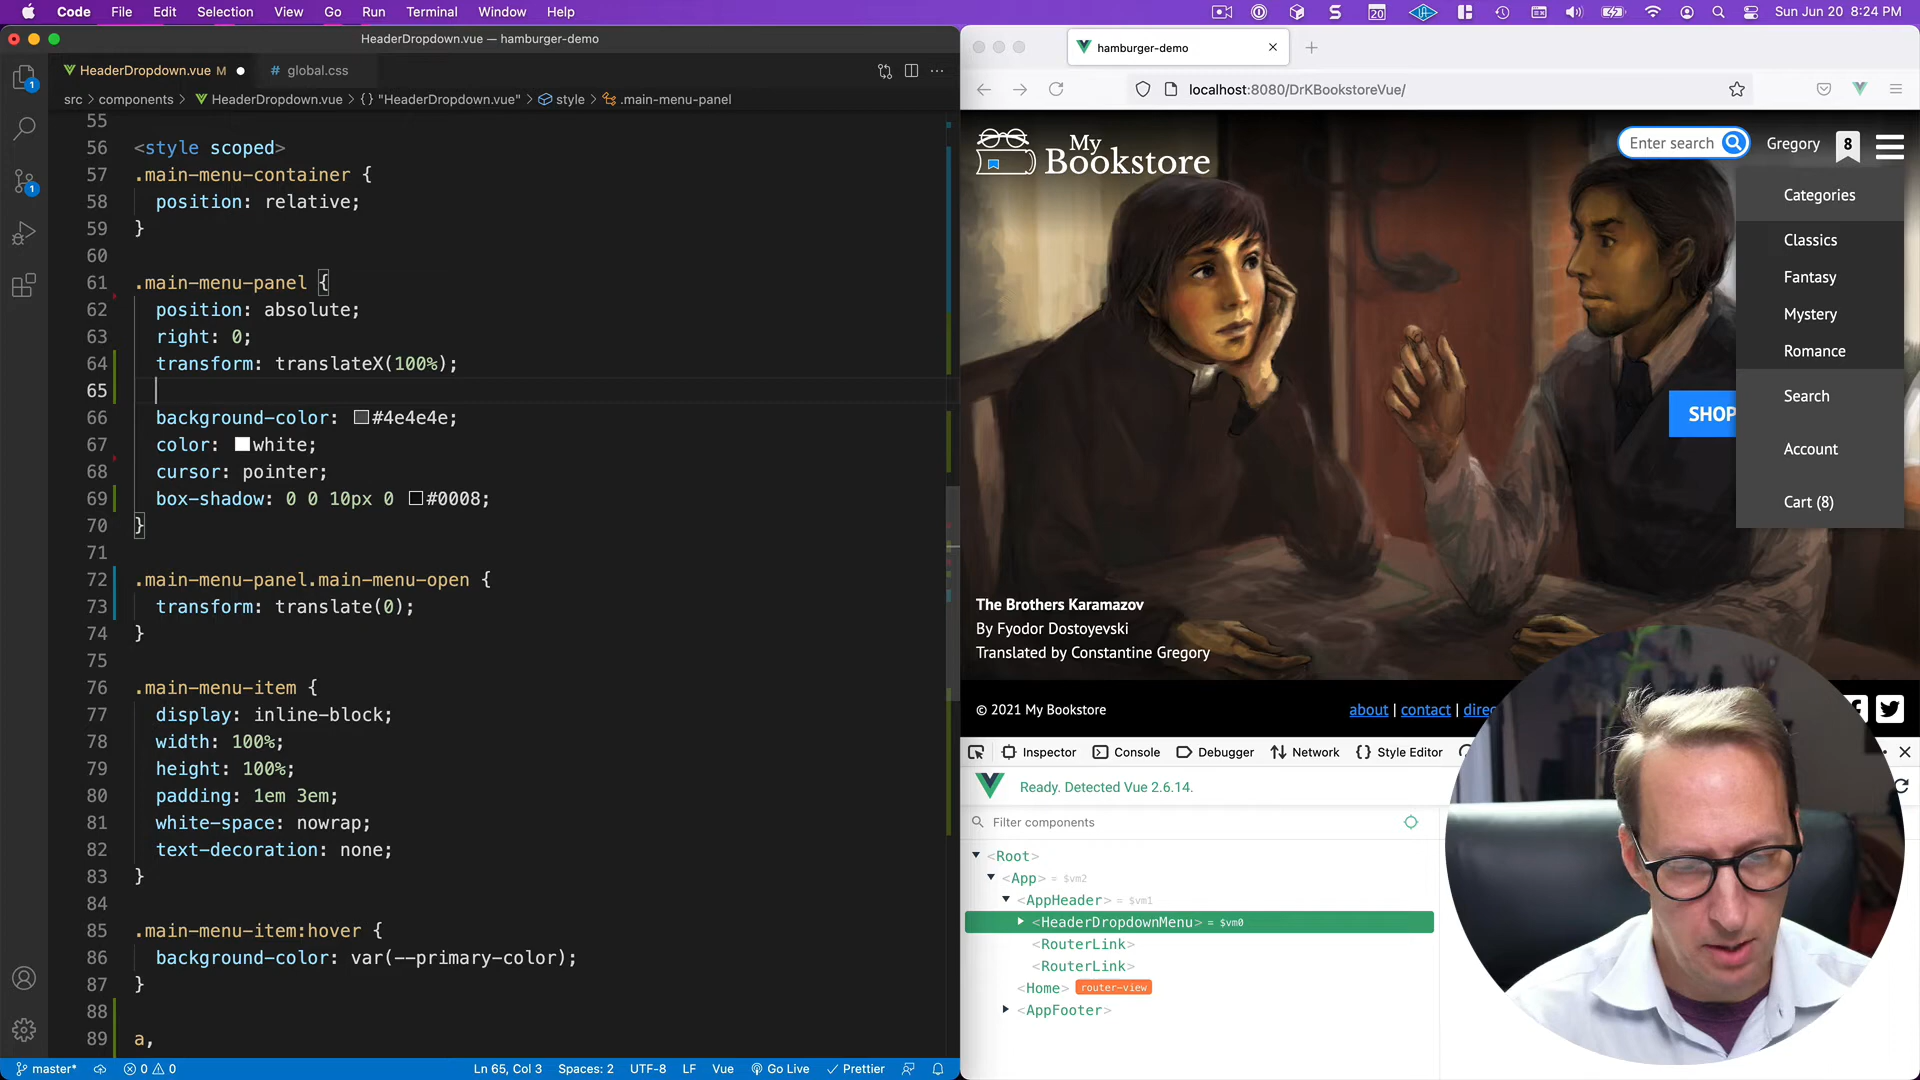 Code File Edit Selection View Go Run Terminal Window Help
20 Sun Jun 20 8:24 PM
HeaderDropdown.vue — hamburger-demo
HeaderDropdown.vue M # global.css
src > components > HeaderDropdown.vue > {} "HeaderDropdown.vue" > style > .main-menu-panel
1
1
55
56 <style scoped>
57 .main-menu-container {
58 position: relative;
59 }
60
61 .main-menu-panel {
62 position: absolute;
63 right: 0;
64 transform: translateX(100%);
65
66 background-color: #4e4e4e;
67 color: white;
68 cursor: pointer;
69 box-shadow: 0 0 10px 0 #0008;
70 }
71
72 .main-menu-panel.main-menu-open {
73 transform: translate(0);
74 }
75
76 .main-menu-item {
77 display: inline-block;
78 width: 100%;
79 height: 100%;
80 padding: 1em 3em;
81 white-space: nowrap;
82 text-decoration: none;
83 }
84
85 .main-menu-item:hover {
86 background-color: var(--primary-color);
87 }
88
89 a,
master* 0 0 Ln 65, Col 3 Spaces: 2 UTF-8 LF Vue Go Live Prettier
hamburger-demo
localhost:8080/DrKBookstoreVue/
My
Bookstore
Enter search Gregory 8
Categories
Classics
Fantasy
Mystery
Romance
Search
Account
Cart (8)
SHOP
The Brothers Karamazov
By Fyodor Dostoyevski
Translated by Constantine Gregory
© 2021 My Bookstore about | contact | direc
Inspector Console Debugger Network {} Style Editor
Ready. Detected Vue 2.6.14.
Filter components
<Root>
<App> = $vm2
<AppHeader> = $vm1
<HeaderDropdownMenu> = $vm0
<RouterLink>
<RouterLink>
<Home> router-view
<AppFooter>